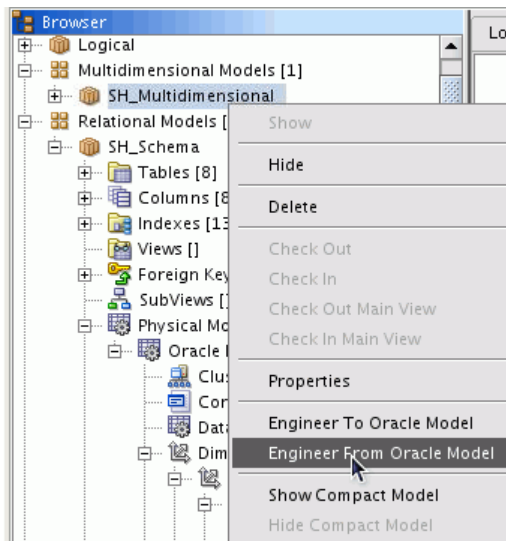 Browser
Lo
Logical
Multidimensional Models [1]
SH_Multidimensional
Relational Models [
SH_Schema
Tables [8]
Columns [8
Indexes [13
Views []
Foreign Key
SubViews [
Physical Mo
Oracle
Clu
Con
Data
Dim
Show
Hide
Delete
Check Out
Check In
Check Out Main View
Check In Main View
Properties
Engineer To Oracle Model
Engineer From Oracle Model
Show Compact Model
Hide Compact Model